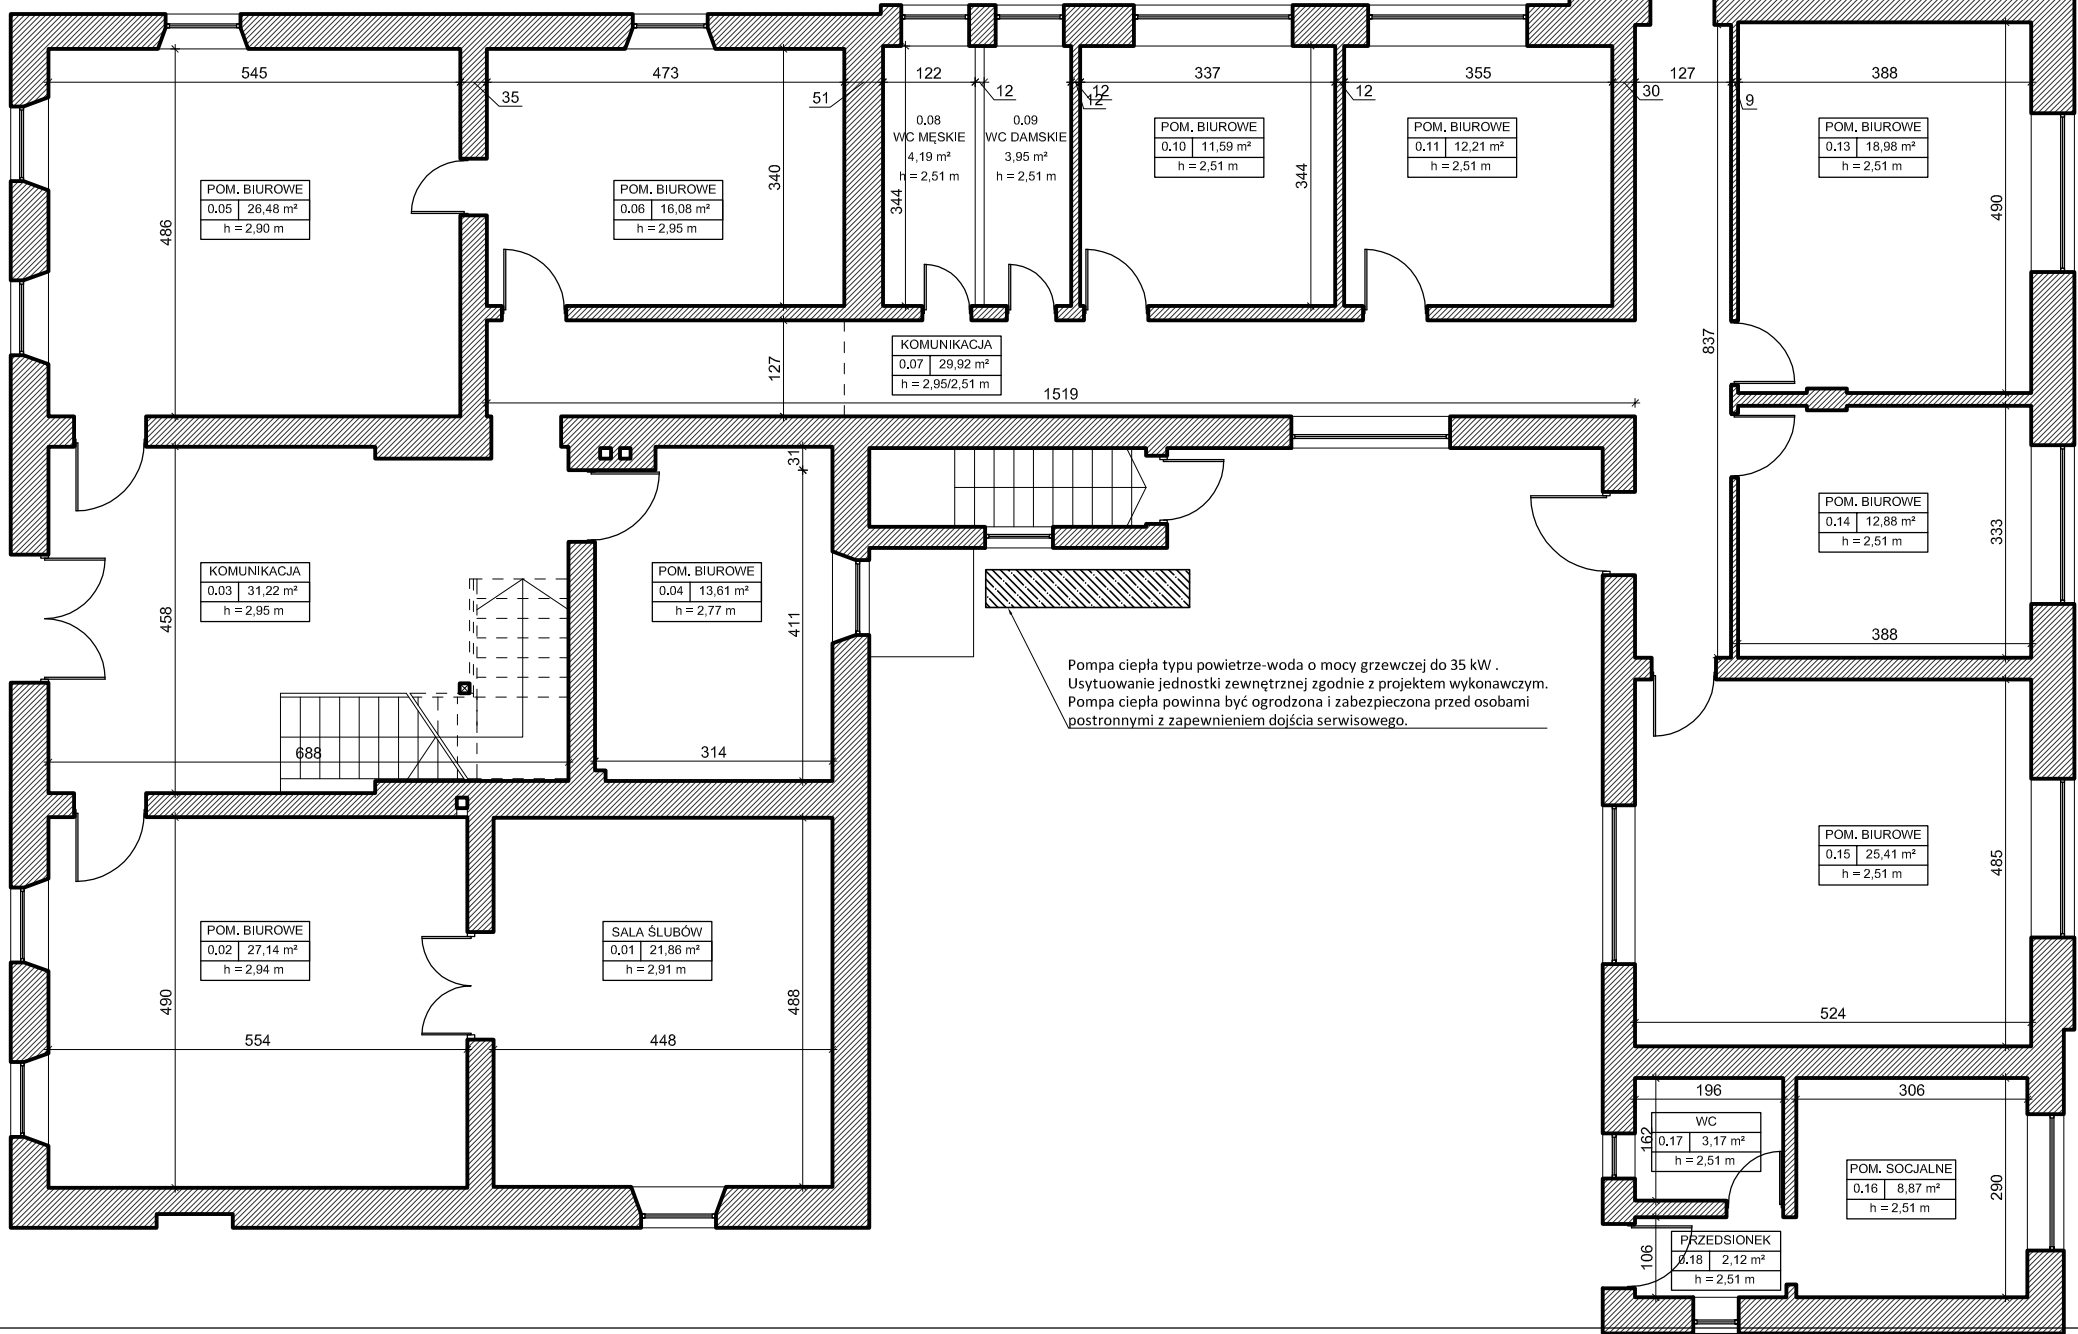 545
35
473
51
122
12
12
12
337
12
355
30
127
9
388
0.08
WC MĘSKIE
4,19 m²
h = 2,51 m
344
0.09
WC DAMSKIE
3,95 m²
h = 2,51 m
POM. BIUROWE
0.10 11,59 m²
h = 2,51 m
344
POM. BIUROWE
0.11 12,21 m²
h = 2,51 m
POM. BIUROWE
0.13 18,98 m²
h = 2,51 m
490
POM. BIUROWE
0.05 26,48 m²
h = 2,90 m
486
POM. BIUROWE
0.06 16,08 m²
h = 2,95 m
340
127
KOMUNIKACJA
0.07 29,92 m²
h = 2,95/2,51 m
1519
837
31
POM. BIUROWE
0.14 12,88 m²
h = 2,51 m
333
388
KOMUNIKACJA
0.03 31,22 m²
h = 2,95 m
458
688
POM. BIUROWE
0.04 13,61 m²
h = 2,77 m
411
314
Pompa ciepła typu powietrze-woda o mocy grzewczej do 35 kW .
Usytuowanie jednostki zewnętrznej zgodnie z projektem wykonawczym.
Pompa ciepła powinna być ogrodzona i zabezpieczona przed osobami
postronnymi z zapewnieniem dojścia serwisowego.
POM. BIUROWE
0.15 25,41 m²
h = 2,51 m
485
524
POM. BIUROWE
0.02 27,14 m²
h = 2,94 m
490
554
SALA ŚLUBÓW
0.01 21,86 m²
h = 2,91 m
488
448
196
306
162
WC
0.17 3,17 m²
h = 2,51 m
POM. SOCJALNE
0.16 8,87 m²
h = 2,51 m
290
106
PRZEDSIONEK
0.18 2,12 m²
h = 2,51 m